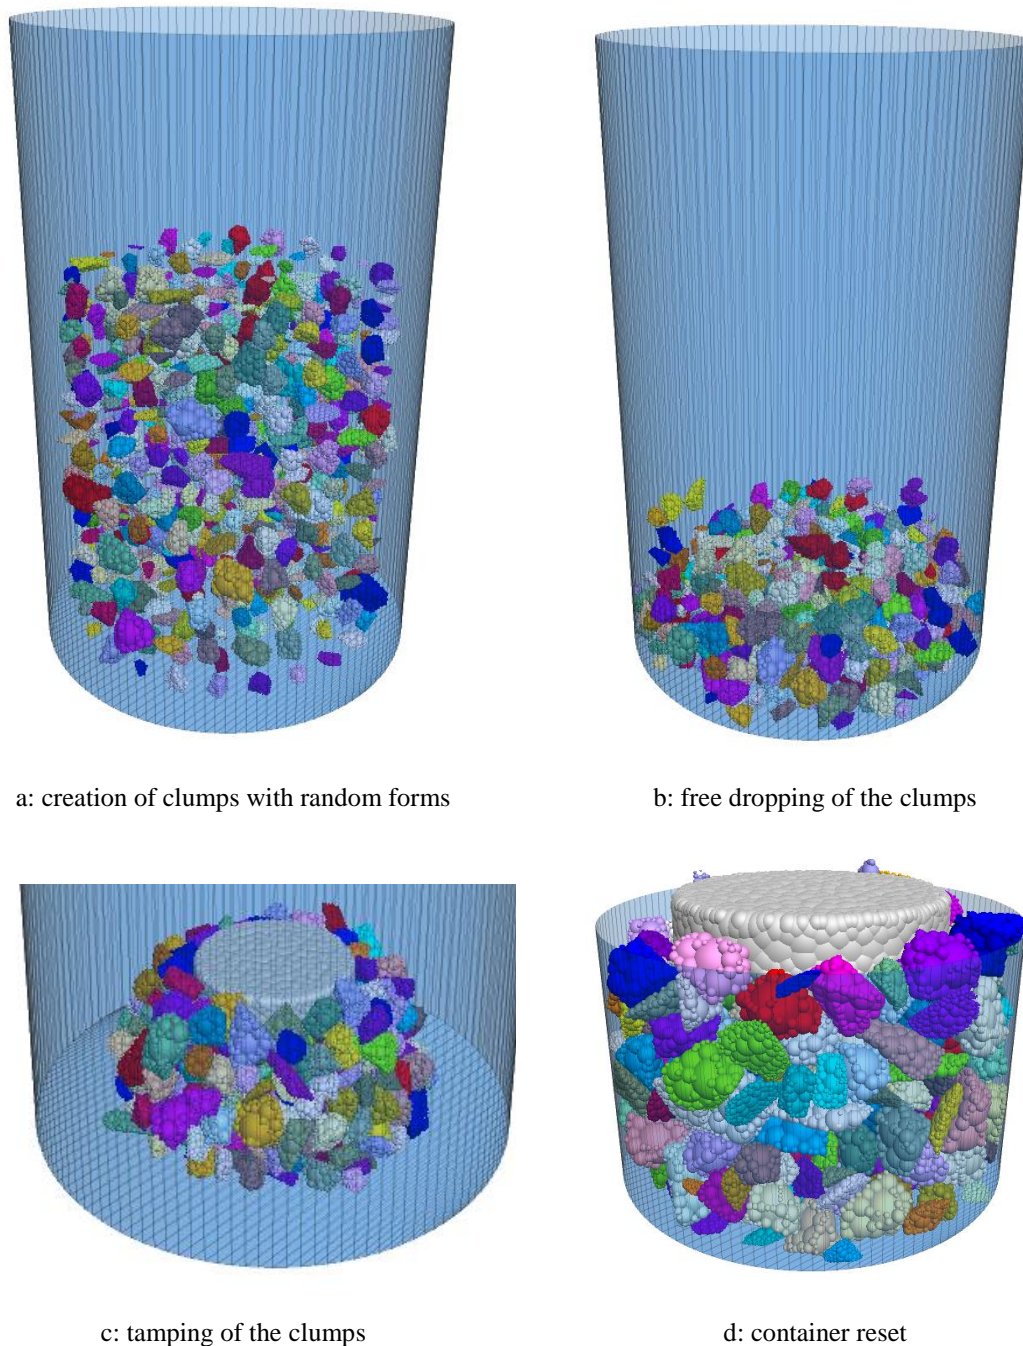 a: creation of clumps with random forms
b: free dropping of the clumps
c: tamping of the clumps
d: container reset